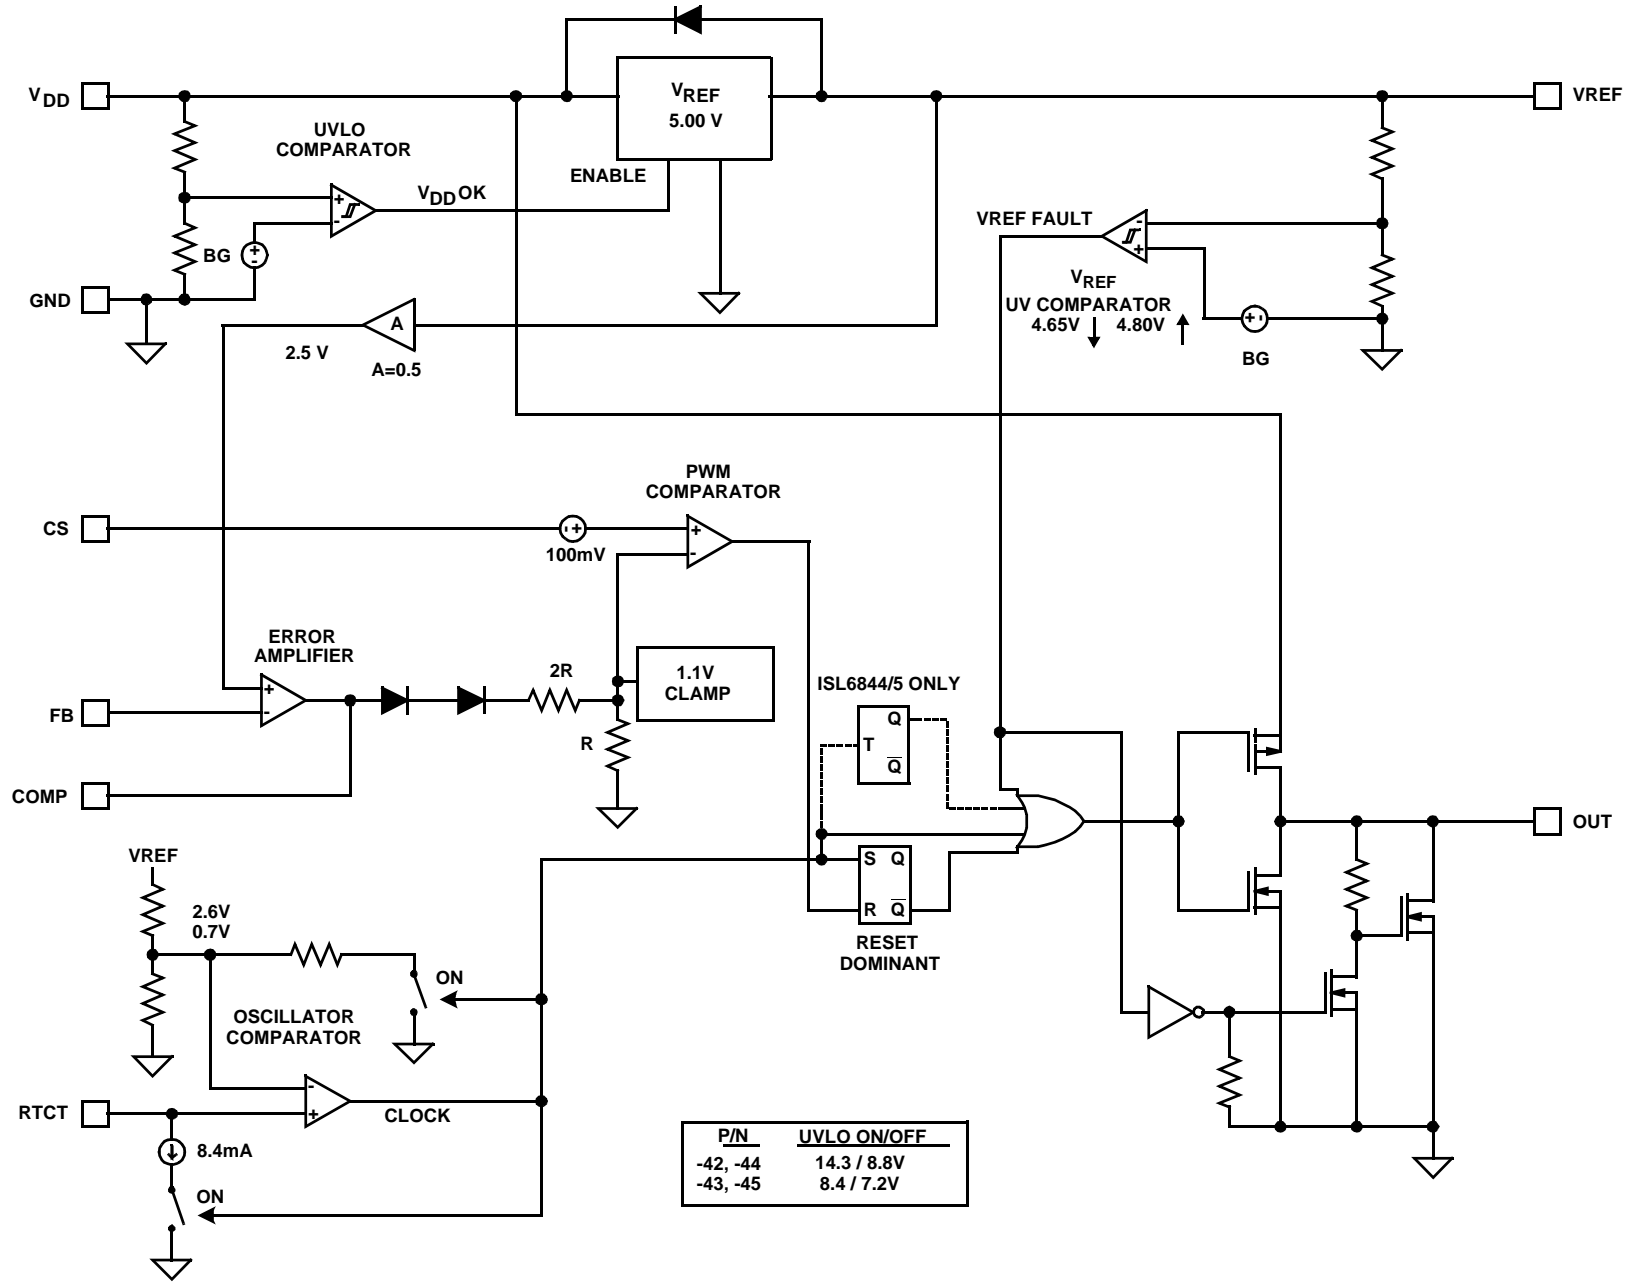 VDD
VREF
5.00 V
VREF
UVLO
COMPARATOR
ENABLE
VDD OK
+
-
BG
+
-
GND
VREF FAULT
-
+
VREF
UV COMPARATOR
4.65V ↓ 4.80V ↑
+ -
BG
A
2.5 V
A=0.5
PWM
COMPARATOR
CS
- +
100mV
+
-
ERROR
AMPLIFIER
+
-
FB
2R
1.1V
CLAMP
R
COMP
ISL6844/5 ONLY
Q
T
Q
OUT
VREF
S Q
R Q
RESET
DOMINANT
2.6V
0.7V
ON
OSCILLATOR
COMPARATOR
-
+
RTCT
CLOCK
8.4mA
ON
P/N UVLO ON/OFF
-42, -44 14.3 / 8.8V
-43, -45 8.4 / 7.2V